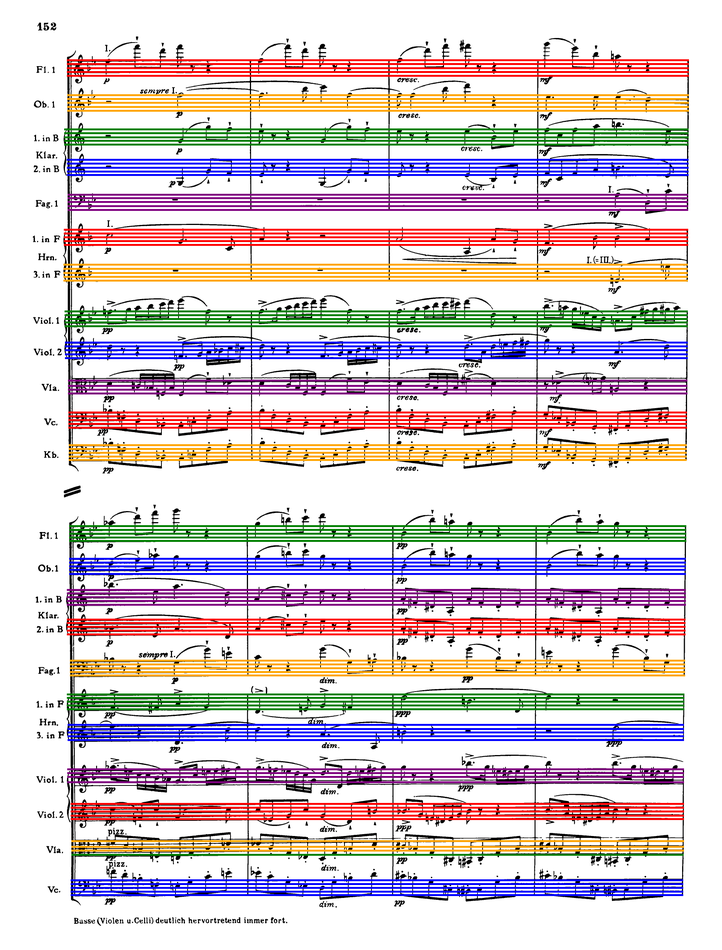 152
I.
Fl. 1
p
cresc.
mf
sempre I.
Ob. 1
p
cresc.
mf
1. in B
p
cresc.
mf
Klar.
2. in B
p
cresc.
mf
I.
Fag. 1
mf
I.
1. in F
p
mf
Hrn.
I. (=III.)
3. in F
mf
Viol. 1
pp
cresc.
mf
Viol. 2
pp
cresc.
mf
Vla.
pp
cresc.
mf
Vc.
pp
cresc.
mf
Kb.
pp
cresc.
mf
Fl. 1
p
pp
Ob. 1
p
pp
1. in B
p
pp
Klar.
2. in B
p
pp
sempre I.
Fag. 1
p
dim.
pp
1. in F
pp
dim.
ppp
Hrn.
3. in F
pp
dim.
ppp
Viol. 1
pp
dim.
ppp
Viol. 2
pp
dim.
ppp
pizz.
Vla.
p
dim.
pp
pizz.
Vc.
p
dim.
pp
Basse (Violen u. Celli) deutlich hervortretend immer fort.